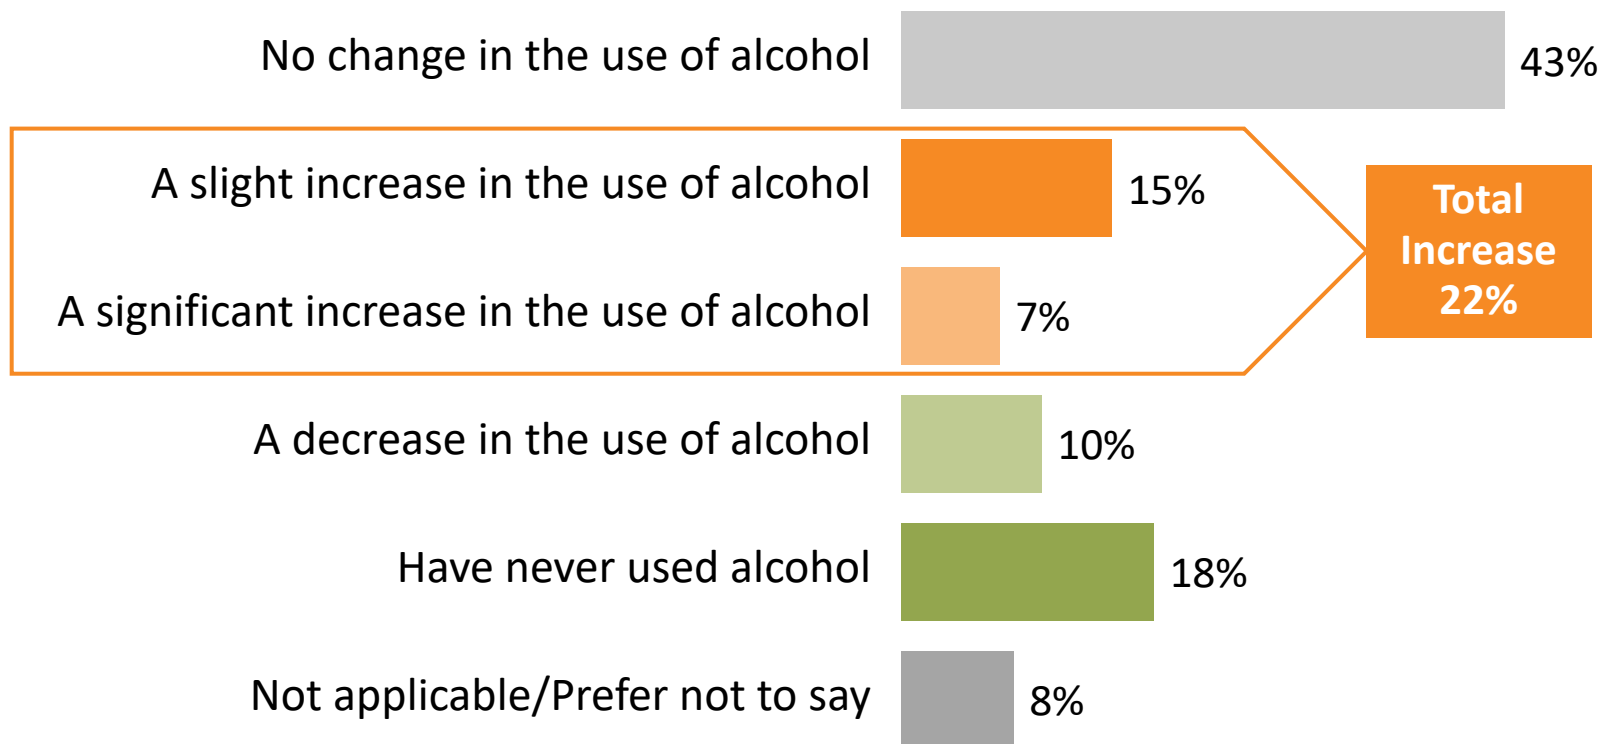 No change in the use of alcohol
43%
A slight increase in the use of alcohol
15%
A significant increase in the use of alcohol
7%
Total
Increase
22%
A decrease in the use of alcohol
10%
Have never used alcohol
18%
Not applicable/Prefer not to say
8%